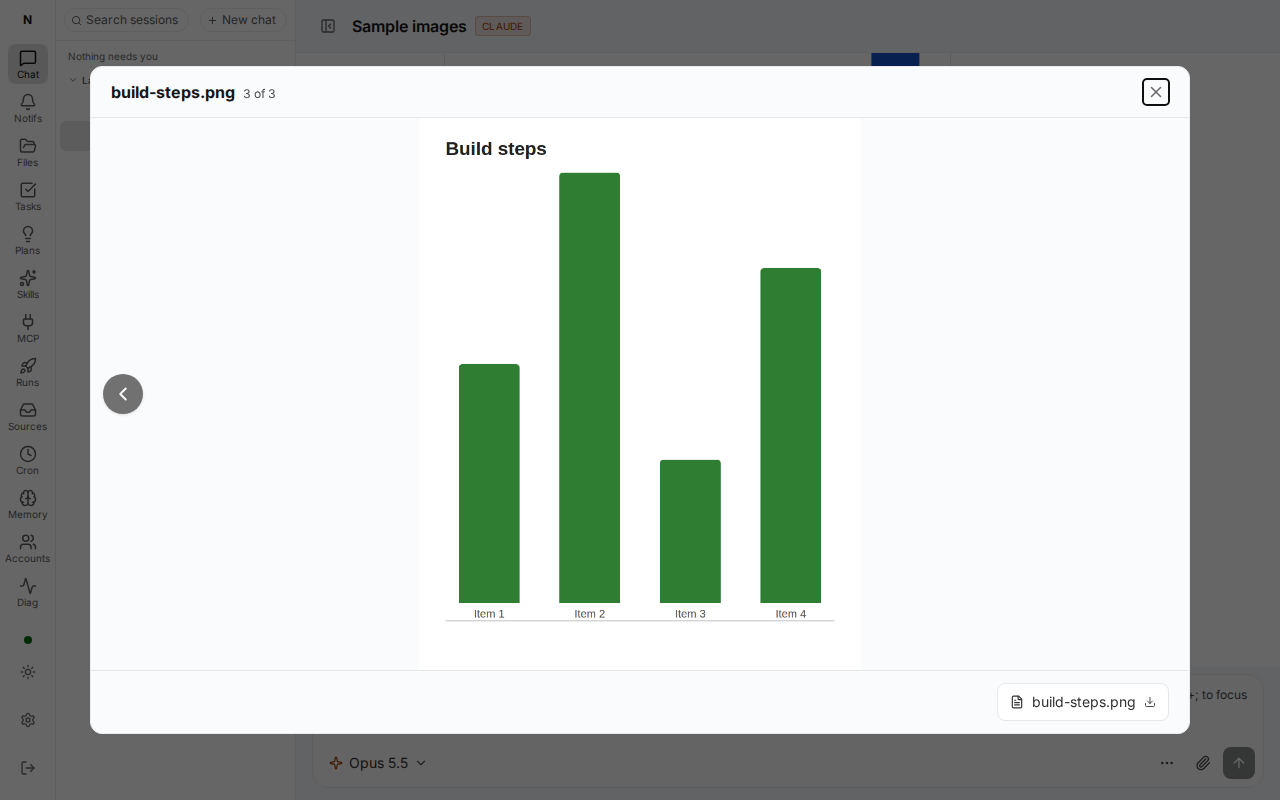 N
Search sessions
New chat
Sample images
CLAUDE
Nothing needs you
Chat
Notifs
Files
Tasks
Plans
Skills
MCP
Runs
Sources
Cron
Memory
Accounts
Diag
build-steps.png 3 of 3
Build steps
Item 1 Item 2 Item 3 Item 4
build-steps.png
; to focus
Opus 5.5